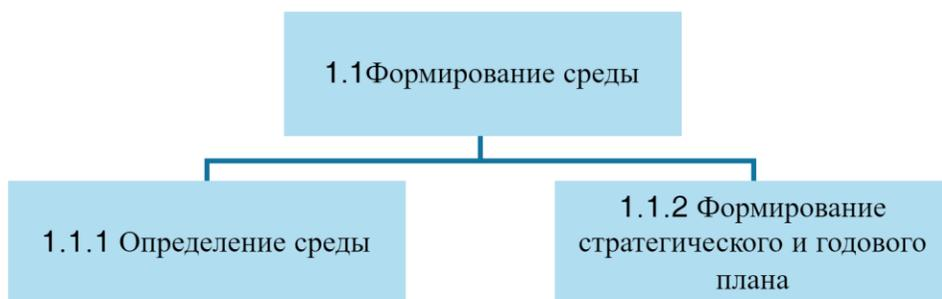 1.1Формирование среды
1.1.1 Определение среды
1.1.2 Формирование
стратегического и годового
плана